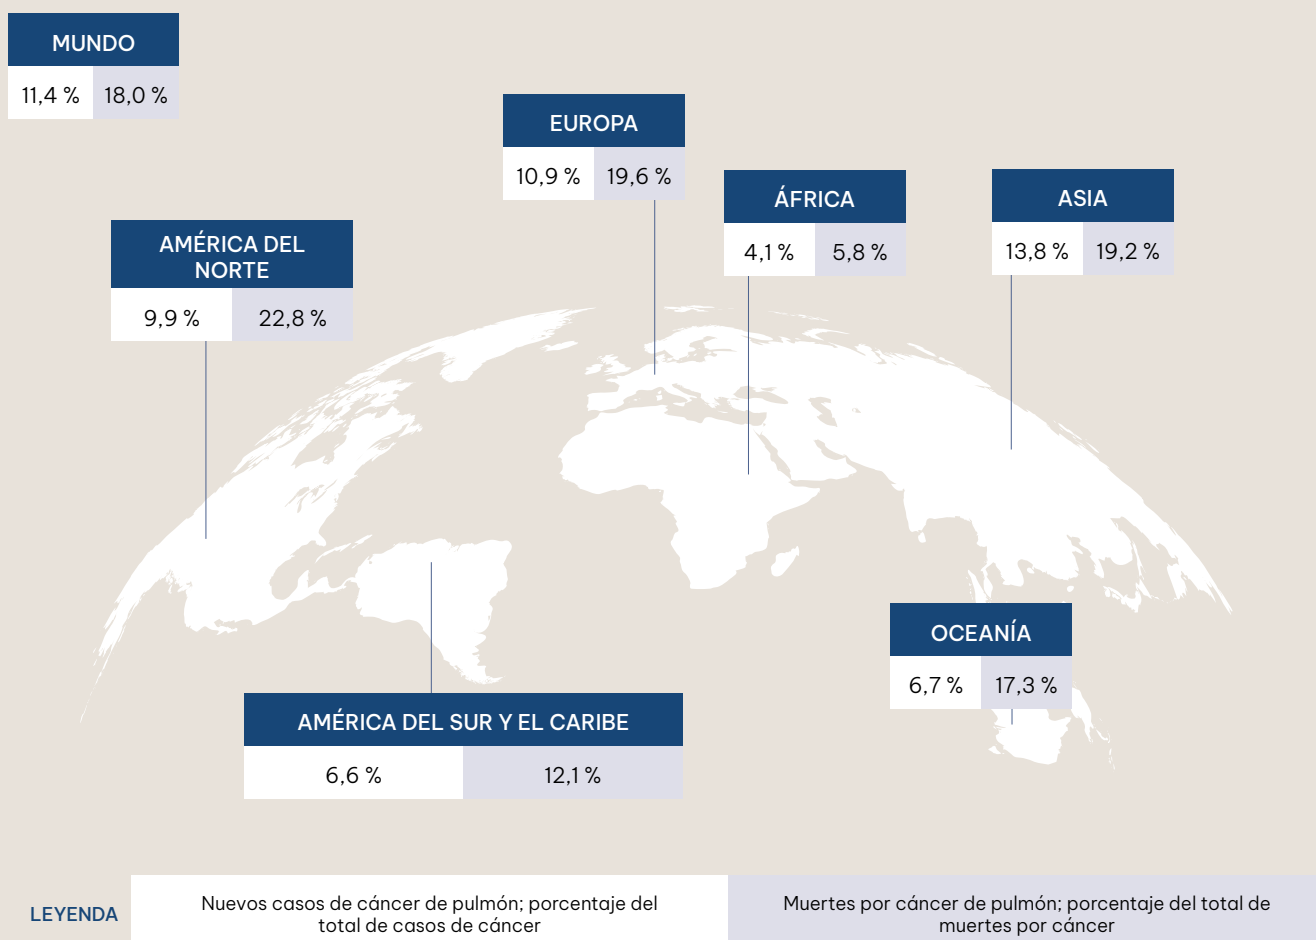 MUNDO
11,4 % 18,0 %
EUROPA
10,9 % 19,6 %
ÁFRICA
4,1 % 5,8 %
ASIA
13,8 % 19,2 %
AMÉRICA DEL
NORTE
9,9 % 22,8 %
OCEANÍA
6,7 % 17,3 %
AMÉRICA DEL SUR Y EL CARIBE
6,6 % 12,1 %
LEYENDA
Nuevos casos de cáncer de pulmón; porcentaje del
total de casos de cáncer
Muertes por cáncer de pulmón; porcentaje del total de
muertes por cáncer